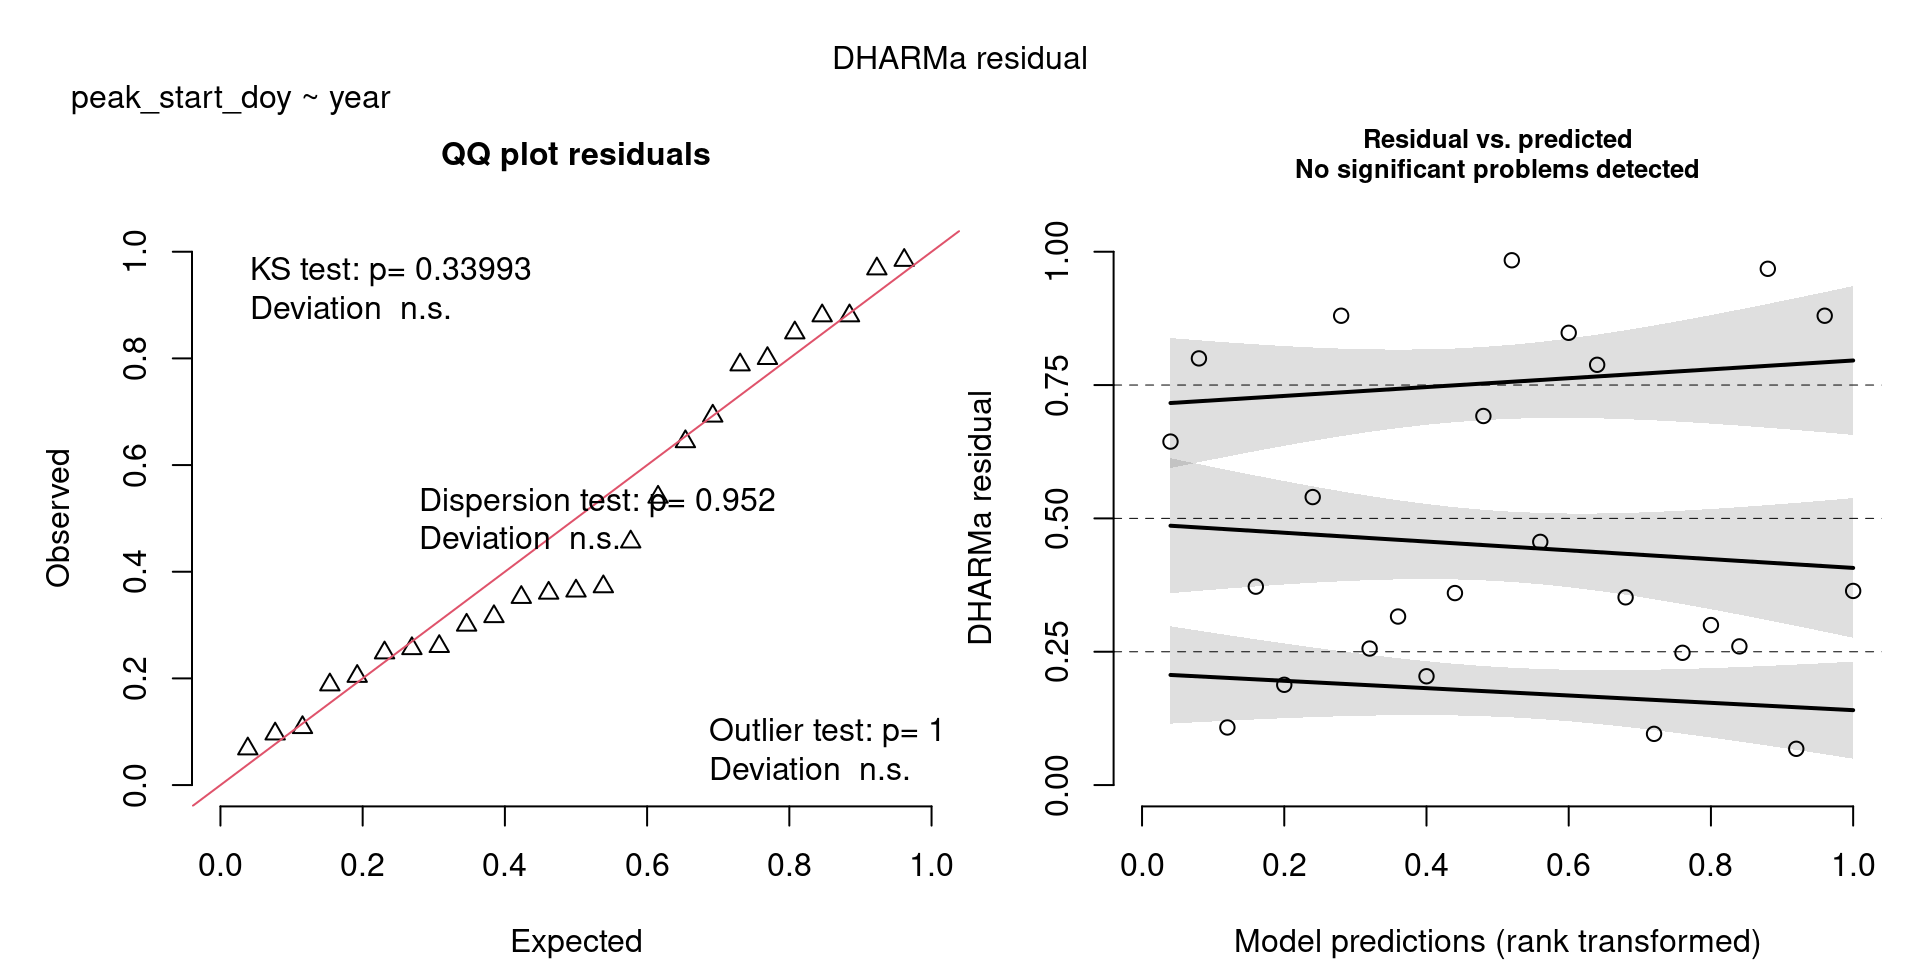 DHARMa residual
peak_start_doy ~ year
QQ plot residuals
KS test: p= 0.33993
Deviation  n.s.
Dispersion test: p= 0.952
Deviation  n.s.
Outlier test: p= 1
Deviation  n.s.
Observed
0.0 0.2 0.4 0.6 0.8 1.0
0.0 0.2 0.4 0.6 0.8 1.0
Expected
Residual vs. predicted
No significant problems detected
DHARMa residual
0.00 0.25 0.50 0.75 1.00
0.0 0.2 0.4 0.6 0.8 1.0
Model predictions (rank transformed)